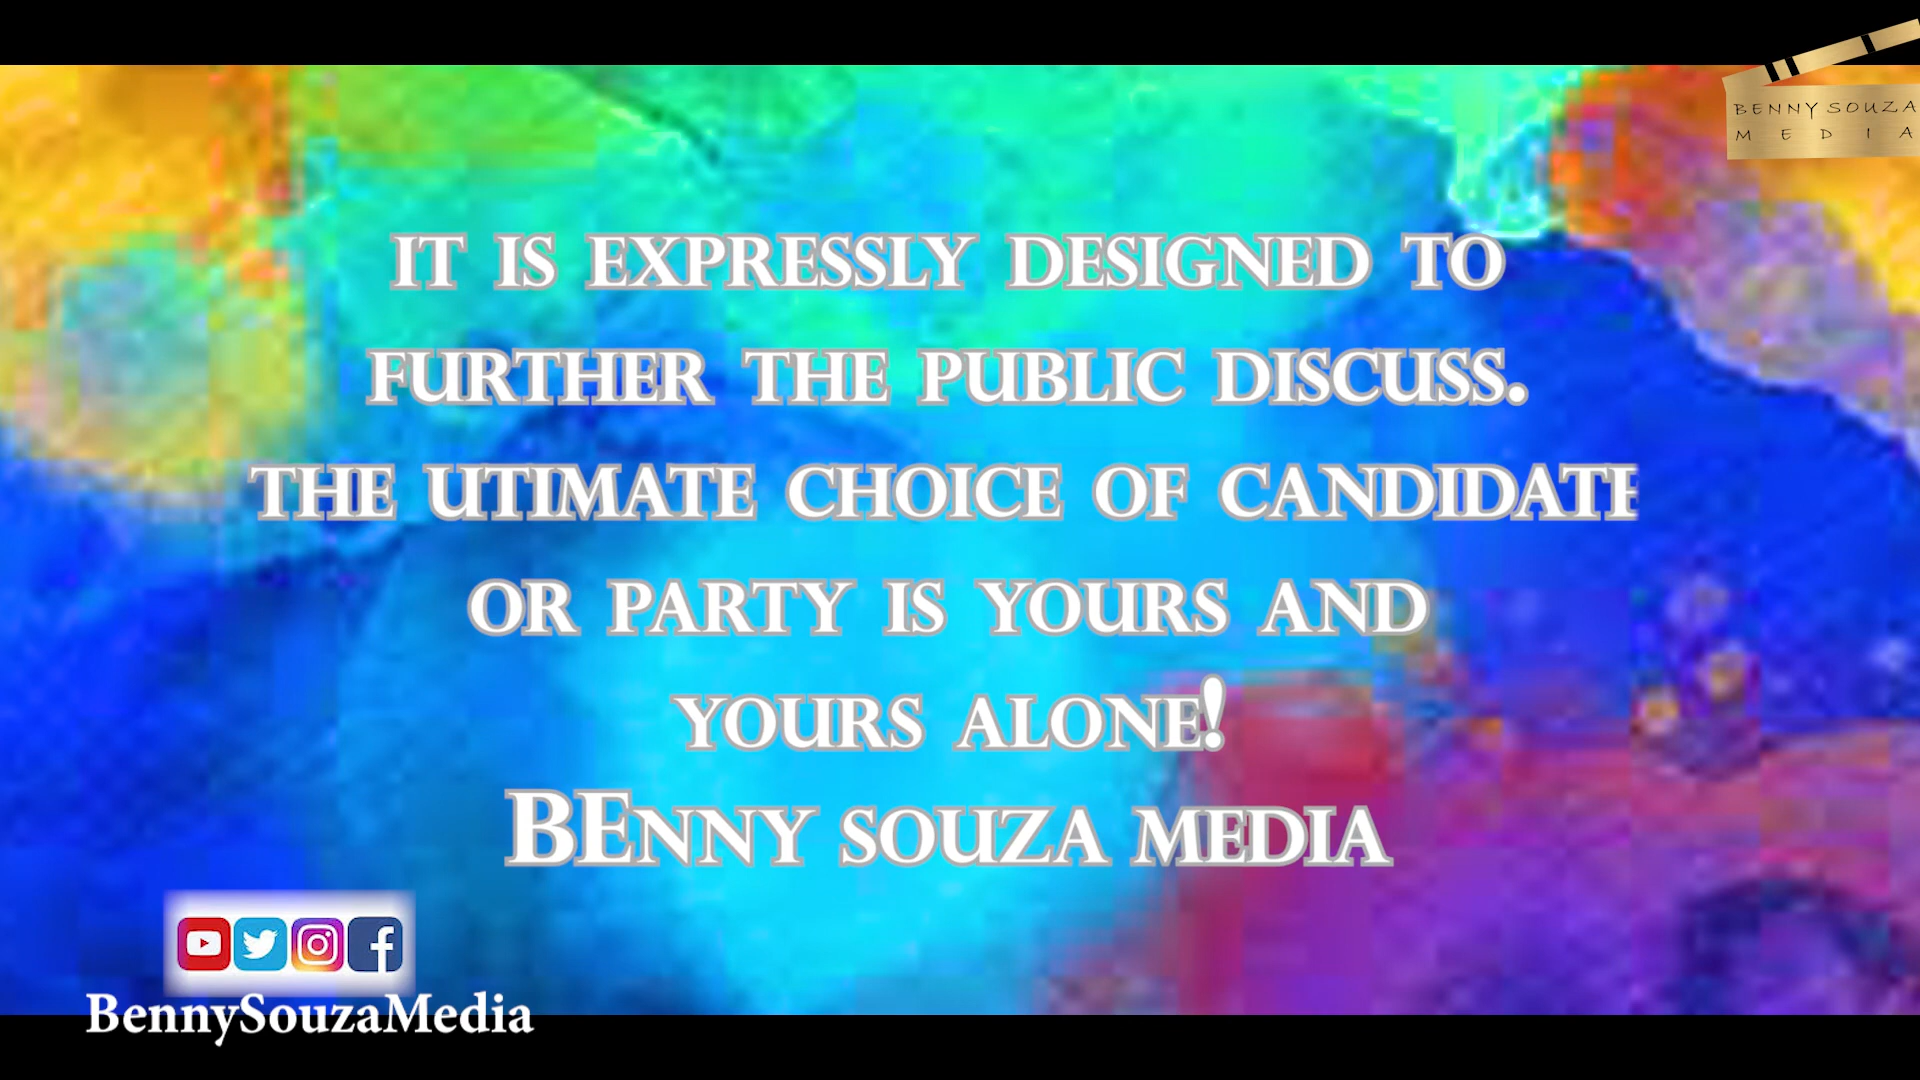 BENNY SOUZA
MEDIA
IT IS EXPRESSLY DESIGNED TO
FURTHER THE PUBLIC DISCUSS.
THE UTIMATE CHOICE OF CANDIDATE
OR PARTY IS YOURS AND
YOURS ALONE!
BENNY SOUZA MEDIA
BennySouzaMedia